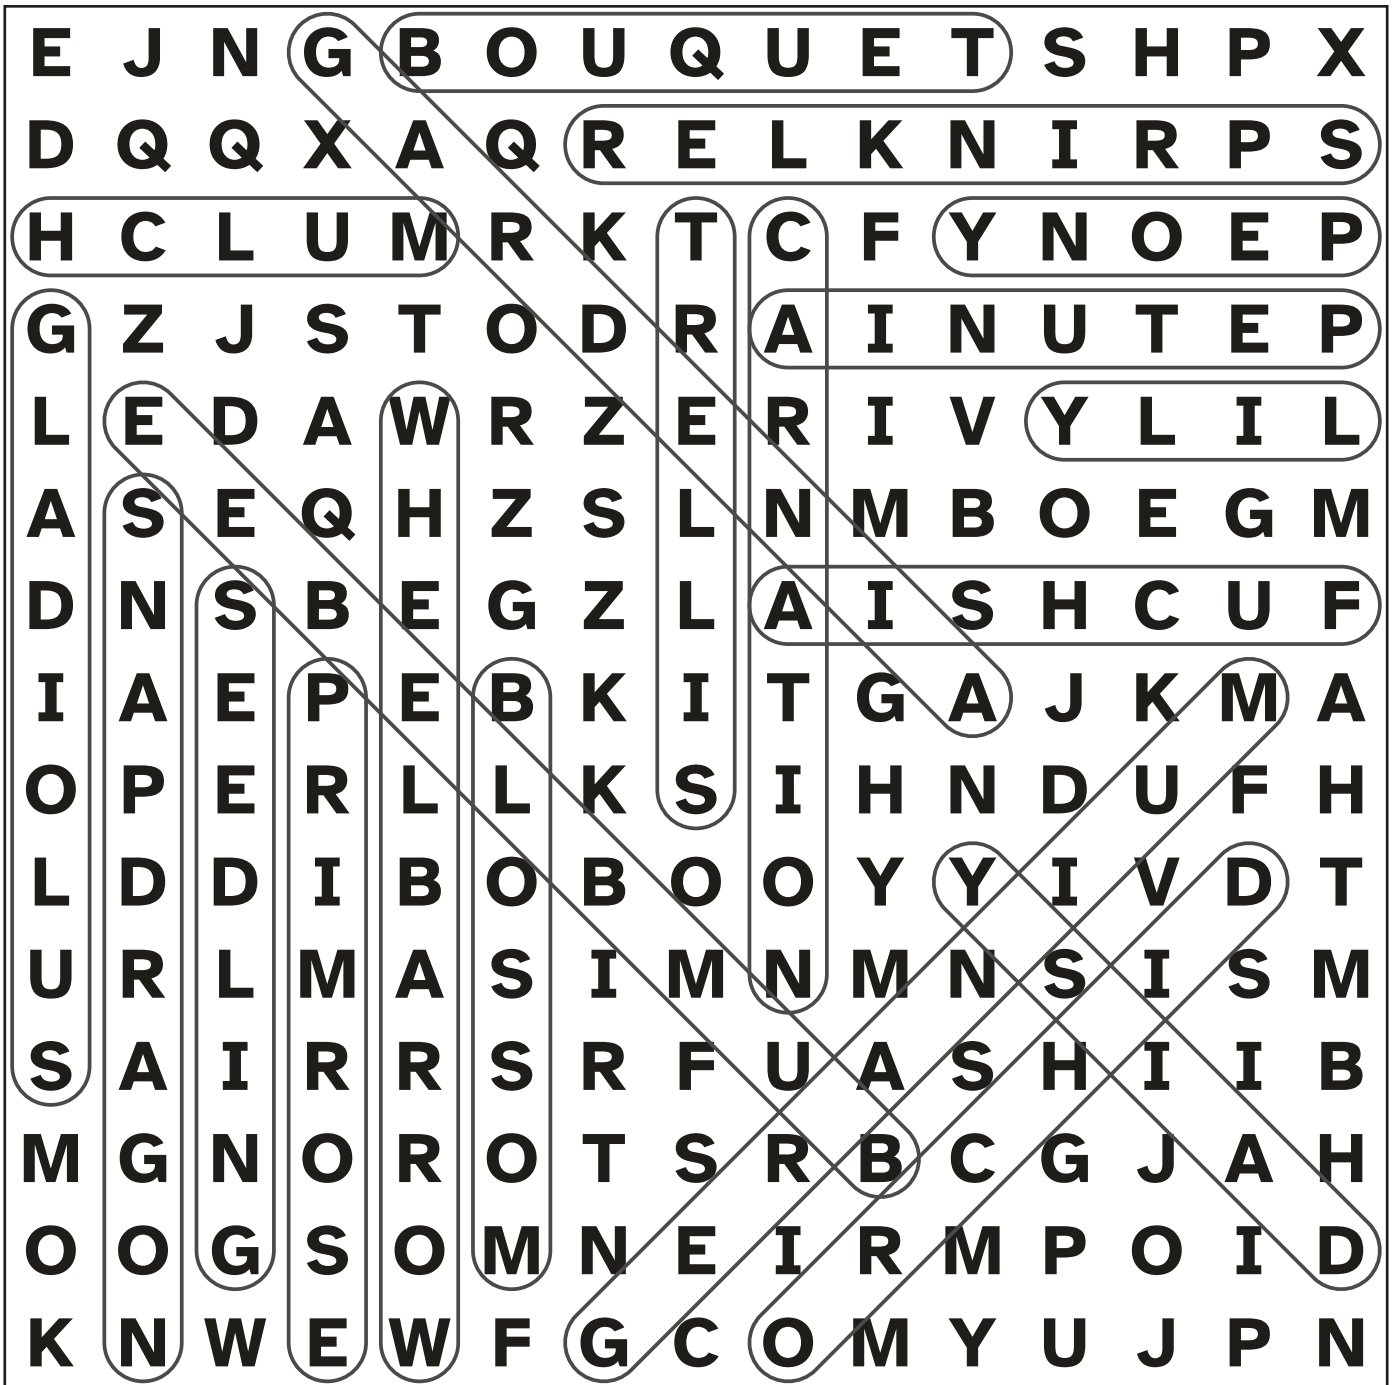 E J N G B O U Q U E T S H P X
D Q Q X A Q R E L K N I R P S
H C L U M R K T C F Y N O E P
G Z J S T O D R A I N U T E P
L E D A W R Z E R I V Y L I L
A S E Q H Z S L N M B O E G M
D N S B E G Z L A I S H C U F
I A E P E B K I T G A J K M A
O P E R L L K S I H N D U F H
L D D I B O B O O Y Y I V D T
U R L M A S I M N M N S I S M
S A I R R S R F U A S H I I B
M G N O R O T S R B C G J A H
O O G S O M N E I R M P O I D
K N W E W F G C O M Y U J P N